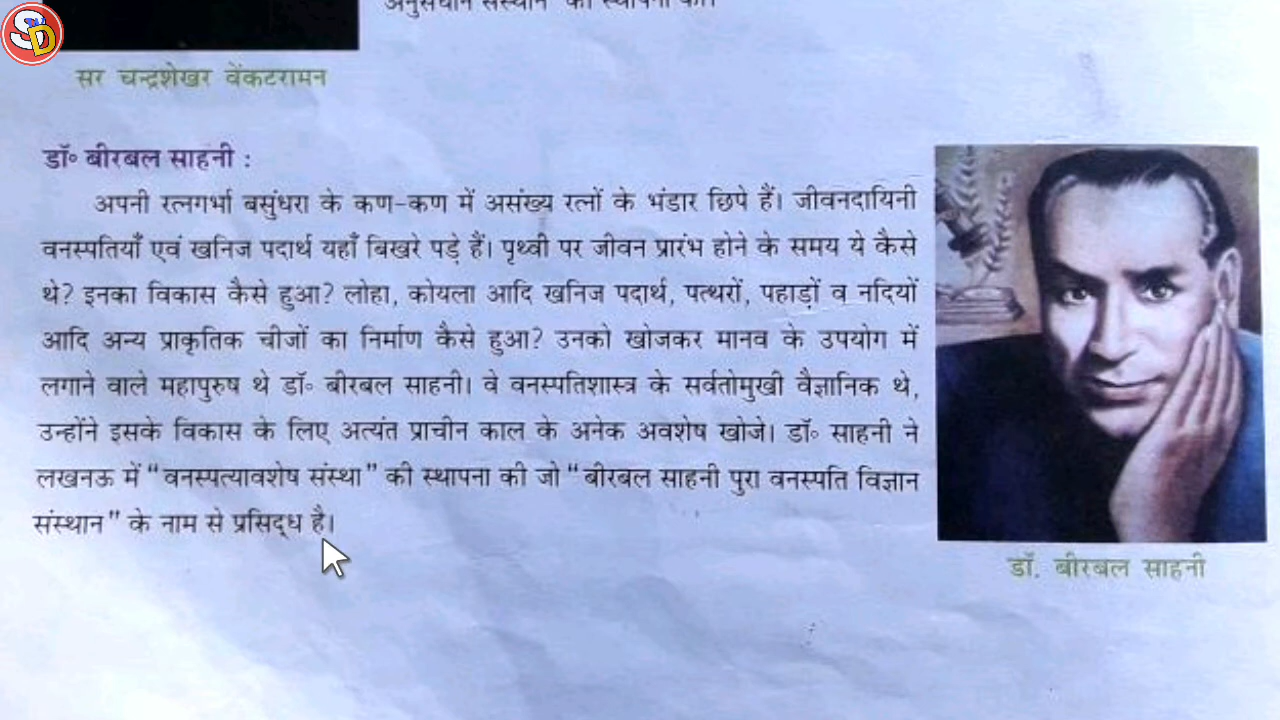 SD
अनुसंधान संस्थान" की स्थापना की।
सर चन्द्रशेखर वेंकटरामन
डॉ॰ बीरबल साहनी :
अपनी रत्नगर्भा बसुंधरा के कण-कण में असंख्य रत्नों के भंडार छिपे हैं। जीवनदायिनी
वनस्पतियाँ एवं खनिज पदार्थ यहाँ बिखरे पड़े हैं। पृथ्वी पर जीवन प्रारंभ होने के समय ये कैसे
थे? इनका विकास कैसे हुआ? लोहा, कोयला आदि खनिज पदार्थ, पत्थरों, पहाड़ों व नदियों
आदि अन्य प्राकृतिक चीजों का निर्माण कैसे हुआ? उनको खोजकर मानव के उपयोग में
लगाने वाले महापुरुष थे डॉ॰ बीरबल साहनी। वे वनस्पतिशास्त्र के सर्वतोमुखी वैज्ञानिक थे,
उन्होंने इसके विकास के लिए अत्यंत प्राचीन काल के अनेक अवशेष खोजे। डॉ॰ साहनी ने
लखनऊ में "वनस्पत्यावशेष संस्था" की स्थापना की जो "बीरबल साहनी पुरा वनस्पति विज्ञान
संस्थान" के नाम से प्रसिद्ध है।
डॉ. बीरबल साहनी